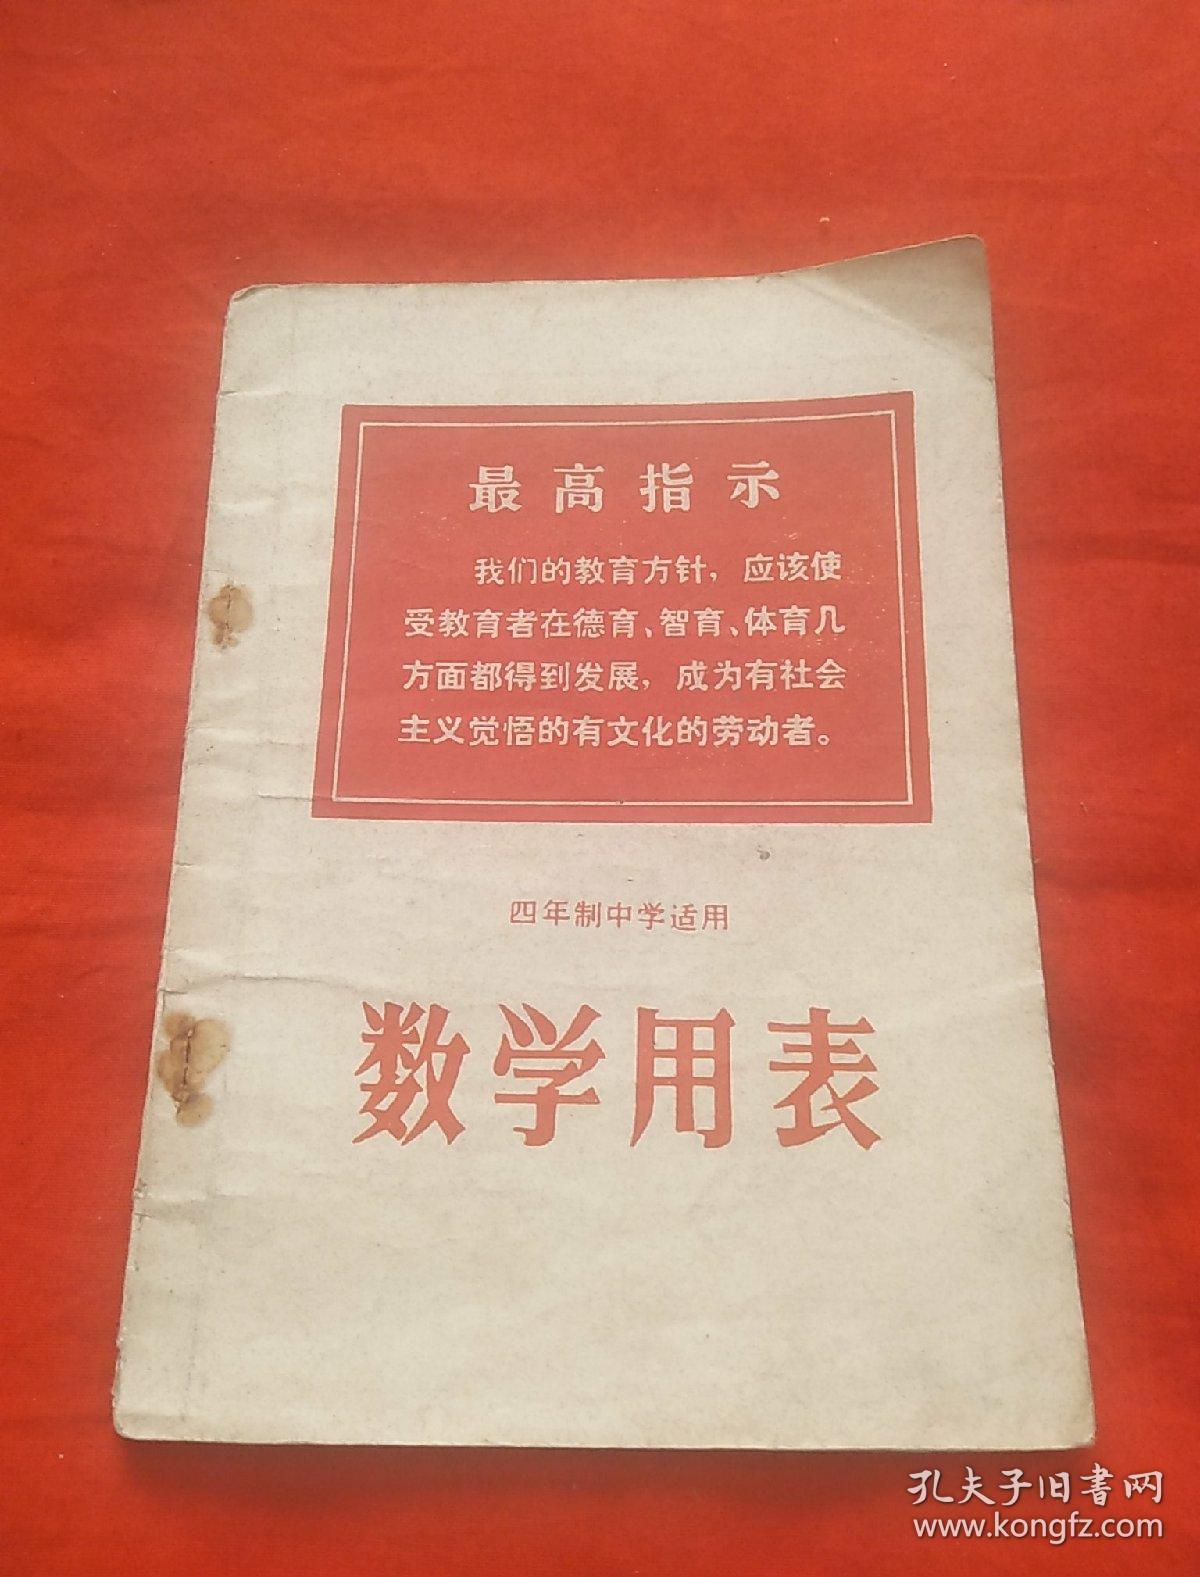 最高指示
我们的教育方针，应该使
受教育者在德育、智育、体育几
方面都得到发展，成为有社会
主义觉悟的有文化的劳动者。
四年制中学适用
数学用表
孔夫子旧书网
www.kongfz.com